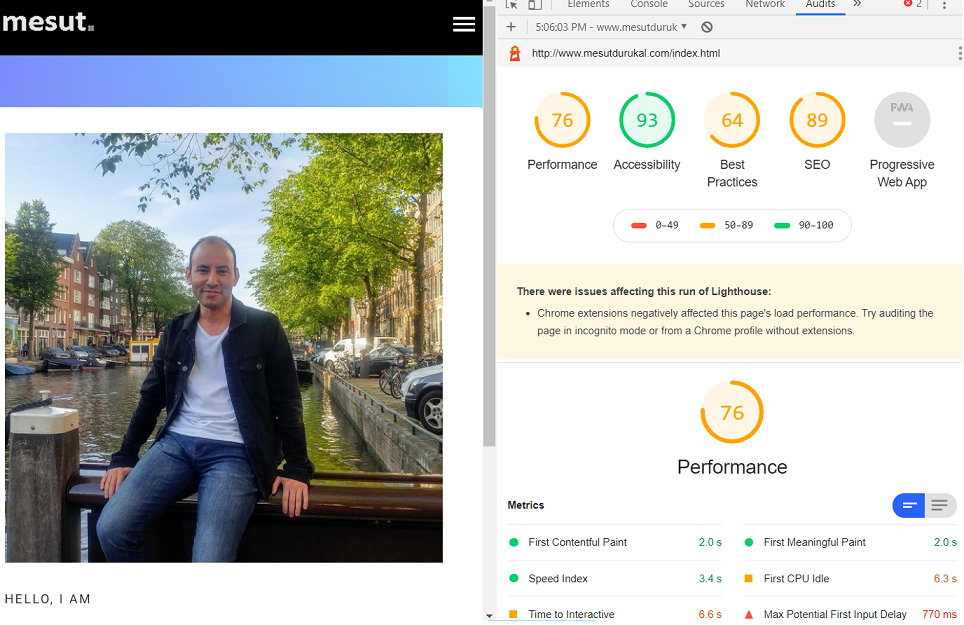 mesut.
HELLO, I AM
Elements Console Sources Network Audits » 2
+ 5:06:03 PM - www.mesutduruk
http://www.mesutdurukal.com/index.html
76 93 64 89 PWA
Performance Accessibility Best Practices SEO Progressive Web App
0–49 50–89 90–100
There were issues affecting this run of Lighthouse:
• Chrome extensions negatively affected this page's load performance. Try auditing the
page in incognito mode or from a Chrome profile without extensions.
76
Performance
Metrics
First Contentful Paint 2.0 s First Meaningful Paint 2.0 s
Speed Index 3.4 s First CPU Idle 6.3 s
Time to Interactive 6.6 s Max Potential First Input Delay 770 ms